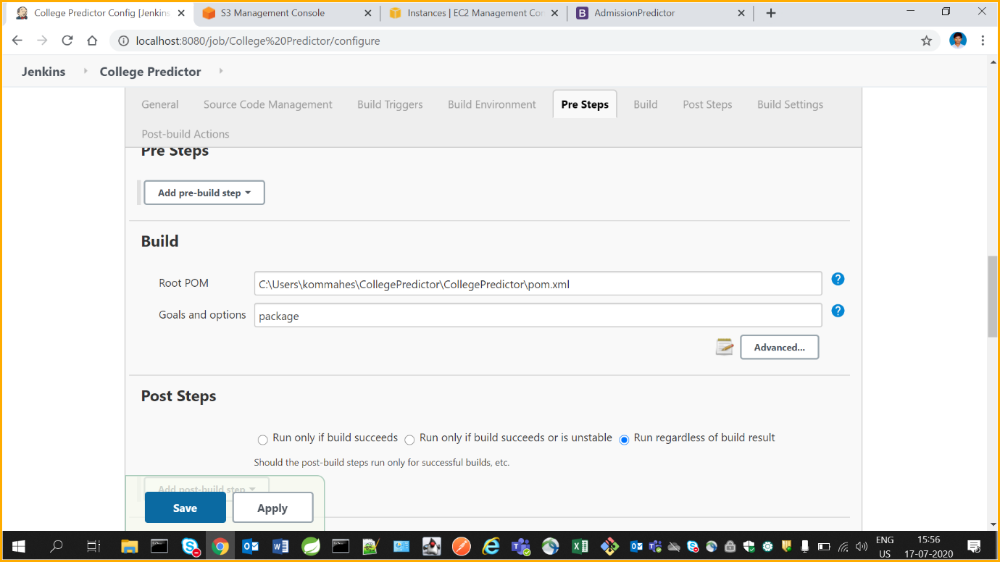 College Predictor Config [Jenkins
S3 Management Console
Instances | EC2 Management Con
AdmissionPredictor
localhost:8080/job/College%20Predictor/configure
Jenkins
College Predictor
General
Source Code Management
Build Triggers
Build Environment
Pre Steps
Build
Post Steps
Build Settings
Post-build Actions
Pre Steps
Add pre-build step
Build
Root POM
C:\Users\kommahes\CollegePredictor\CollegePredictor\pom.xml
Goals and options
package
Advanced...
Post Steps
Run only if build succeeds
Run only if build succeeds or is unstable
Run regardless of build result
Should the post-build steps run only for successful builds, etc.
Add post-build step
Save
Apply
ENG
US
15:56
17-07-2020